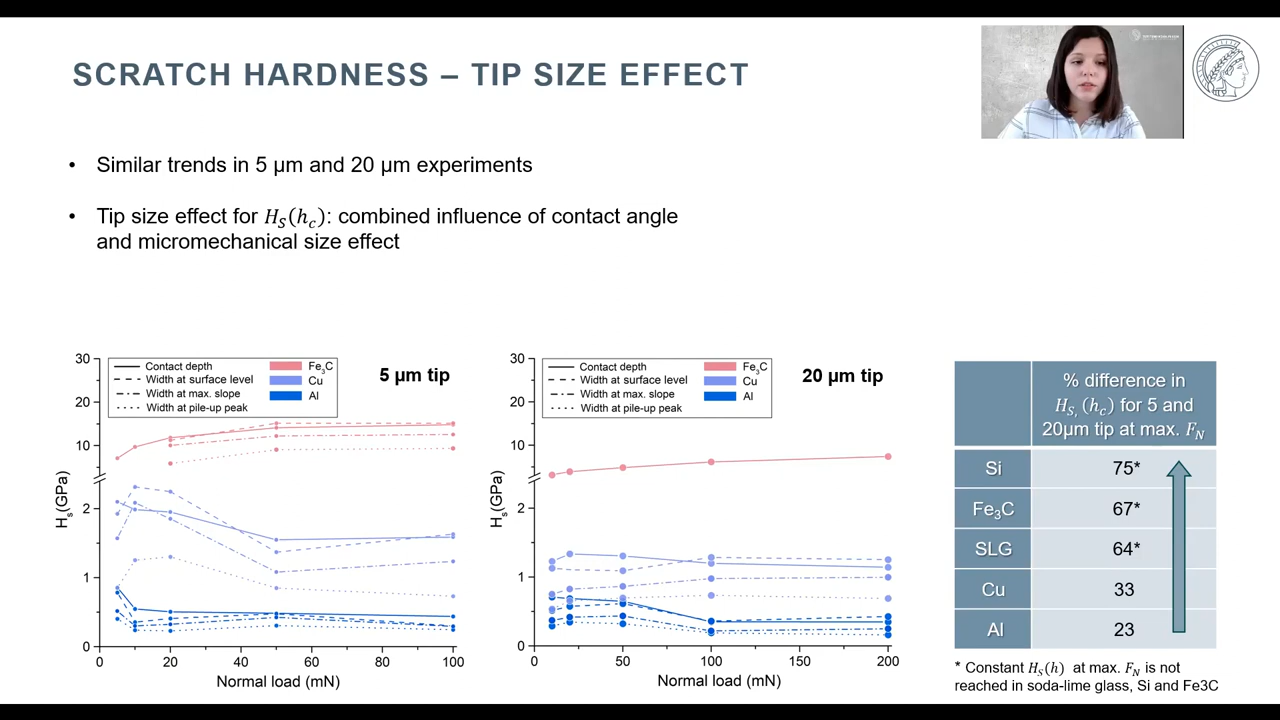 SCRATCH HARDNESS – TIP SIZE EFFECT
• Similar trends in 5 µm and 20 µm experiments
• Tip size effect for H_S(h_c): combined influence of contact angle
and micromechanical size effect
30
20
10
2
1
0
H_s(GPa)
Contact depth
Width at surface level
Width at max. slope
Width at pile-up peak
Fe₃C
Cu
Al
5 µm tip
0 20 40 60 80 100
Normal load (mN)
30
20
10
2
1
0
H_s(GPa)
Contact depth
Width at surface level
Width at max. slope
Width at pile-up peak
Fe₃C
Cu
Al
20 µm tip
0 50 100 150 200
Normal load (mN)
% difference in
H_S,(h_c) for 5 and
20µm tip at max. F_N
Si 75*
Fe₃C 67*
SLG 64*
Cu 33
Al 23
* Constant H_S(h) at max. F_N is not
reached in soda-lime glass, Si and Fe3C